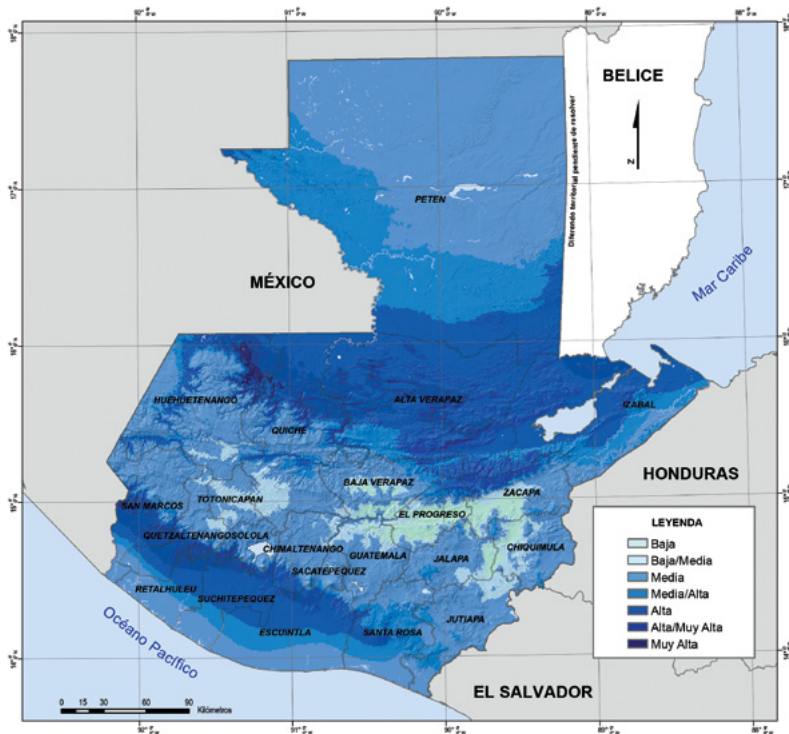 BELICE
N
Diferendo territorial pendiente de resolver
PETEN
MÉXICO
Mar Caribe
HUEHUETENANGO
ALTA VERAPAZ
IZABAL
QUICHE
HONDURAS
BAJA VERAPAZ
ZACAPA
TOTONICAPAN
SAN MARCOS
EL PROGRESO
QUETZALTENANGO
SOLOLA
CHIMALTENANGO
GUATEMALA
CHIQUIMULA
JALAPA
SACATEPEQUEZ
RETALHULEU
SUCHITEPEQUEZ
JUTIAPA
ESCUINTLA
SANTA ROSA
Océano Pacífico
EL SALVADOR
LEYENDA
Baja
Baja/Media
Media
Media/Alta
Alta
Alta/Muy Alta
Muy Alta
0 15 30 60 90
Kilómetros